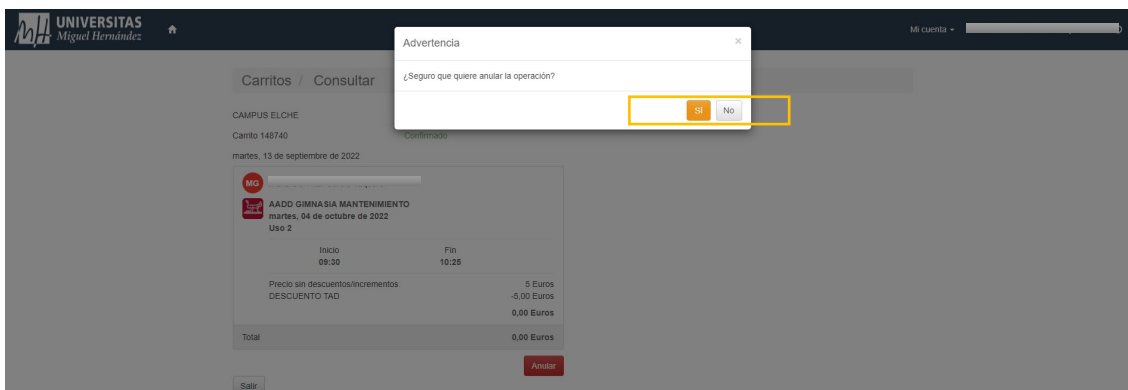 UNIVERSITAS
Miguel Hernández
Mi cuenta
Advertencia
×
¿Seguro que quiere anular la operación?
Sí No
Carritos / Consultar
CAMPUS ELCHE
Carrito 148740 Confirmado
martes, 13 de septiembre de 2022
MG
AADD GIMNASIA MANTENIMIENTO
martes, 04 de octubre de 2022
Uso 2
Inicio Fin
09:30 10:25
Precio sin descuentos/incrementos 5 Euros
DESCUENTO TAD -5,00 Euros
0,00 Euros
Total 0,00 Euros
Anular
Salir